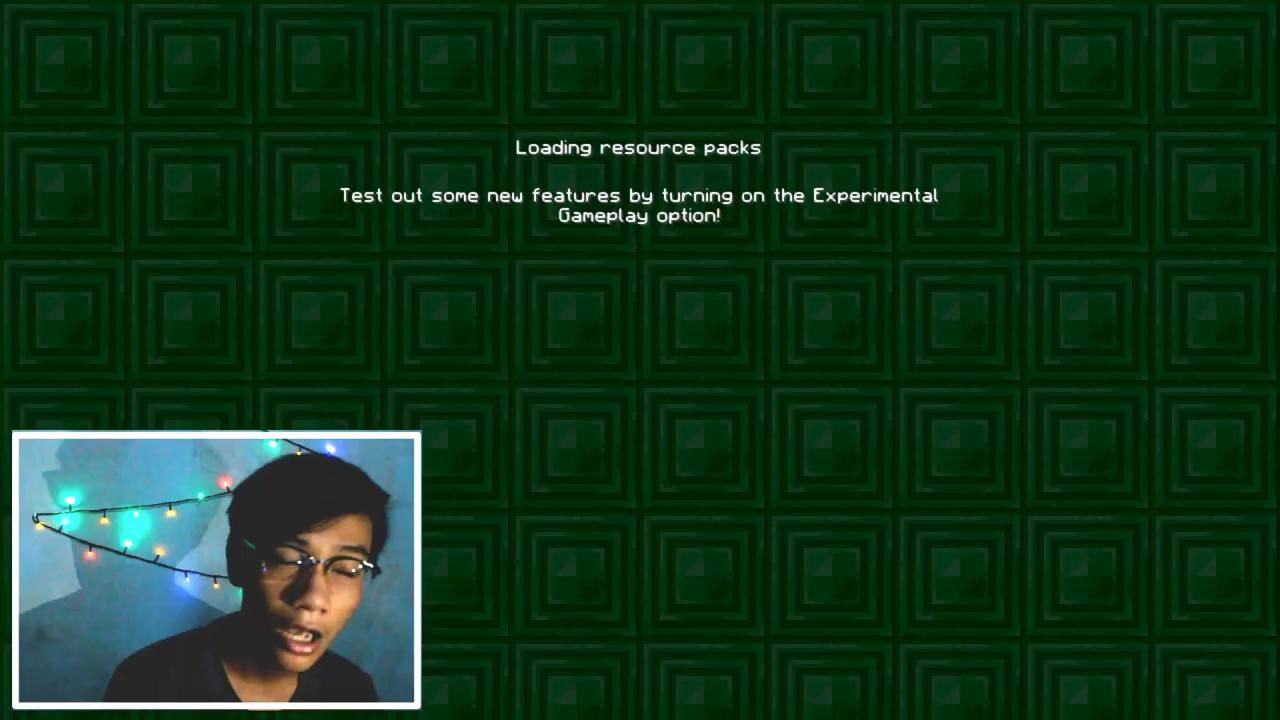 Loading resource packs
Test out some new features by turning on the Experimental
Gameplay option!